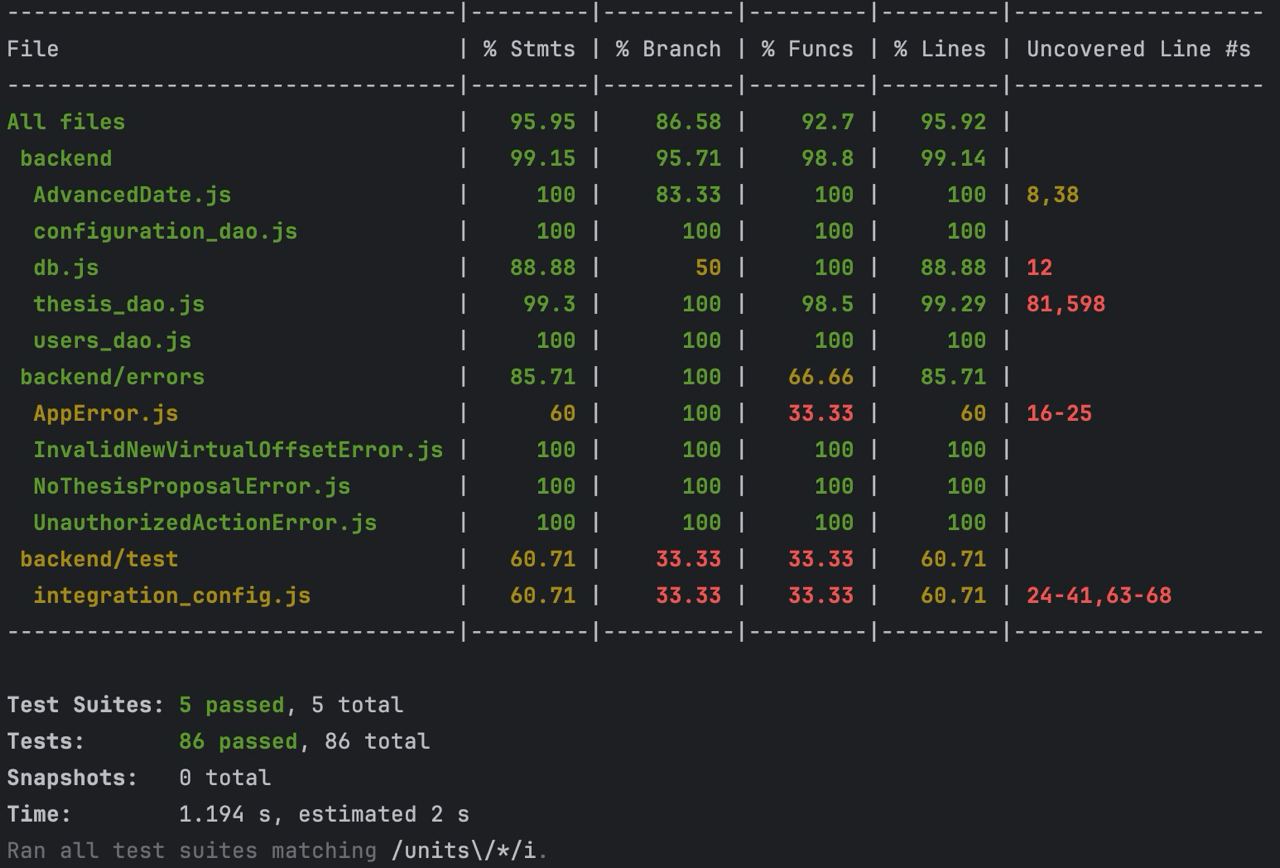 ---------------------------------|---------|----------|---------|---------|-------------------
File                             | % Stmts | % Branch | % Funcs | % Lines | Uncovered Line #s
---------------------------------|---------|----------|---------|---------|-------------------
All files                        |   95.95 |    86.58 |    92.7 |   95.92 |
 backend                         |   99.15 |    95.71 |    98.8 |   99.14 |
  AdvancedDate.js                |     100 |    83.33 |     100 |     100 | 8,38
  configuration_dao.js           |     100 |      100 |     100 |     100 |
  db.js                          |   88.88 |       50 |     100 |   88.88 | 12
  thesis_dao.js                  |    99.3 |      100 |    98.5 |   99.29 | 81,598
  users_dao.js                   |     100 |      100 |     100 |     100 |
 backend/errors                  |   85.71 |      100 |   66.66 |   85.71 |
  AppError.js                    |      60 |      100 |   33.33 |      60 | 16-25
  InvalidNewVirtualOffsetError.js |     100 |      100 |     100 |     100 |
  NoThesisProposalError.js       |     100 |      100 |     100 |     100 |
  UnauthorizedActionError.js     |     100 |      100 |     100 |     100 |
 backend/test                    |   60.71 |    33.33 |   33.33 |   60.71 |
  integration_config.js          |   60.71 |    33.33 |   33.33 |   60.71 | 24-41,63-68
---------------------------------|---------|----------|---------|---------|-------------------
Test Suites: 5 passed, 5 total
Tests:       86 passed, 86 total
Snapshots:   0 total
Time:        1.194 s, estimated 2 s
Ran all test suites matching /units\/*/i.